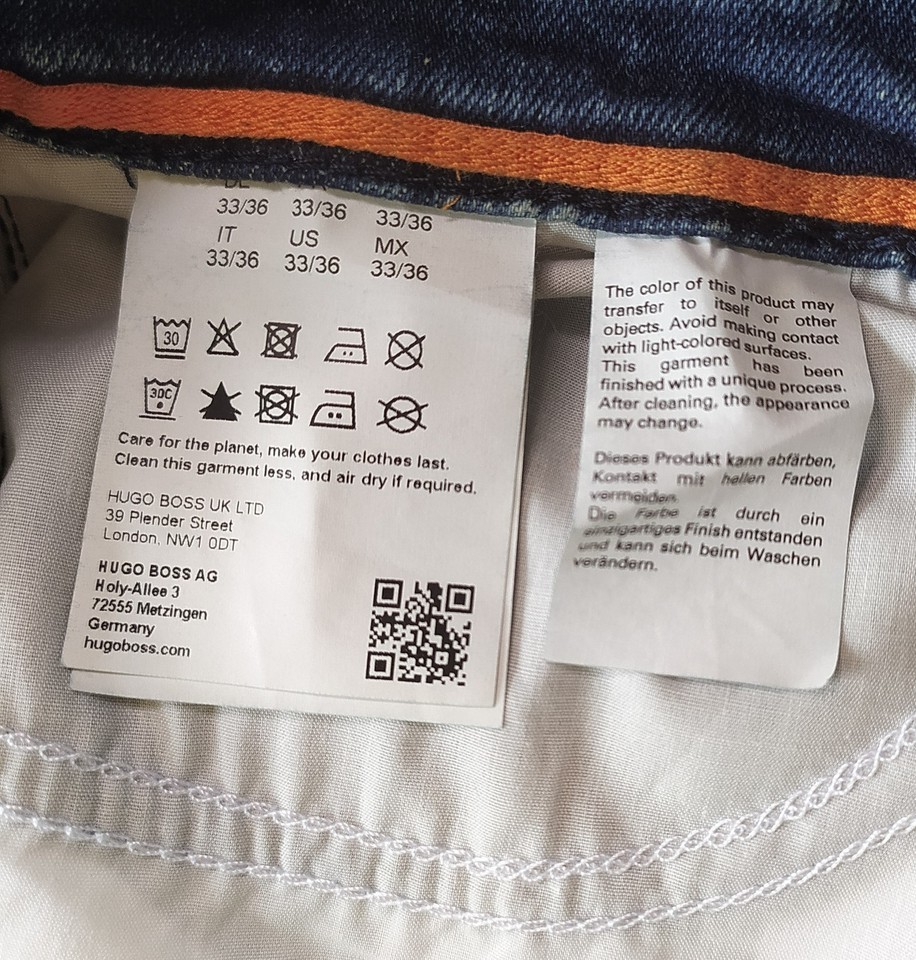 33/36 33/36 33/36
IT US MX
33/36 33/36 33/36
30
30C
Care for the planet, make your clothes last.
Clean this garment less, and air dry if required.
HUGO BOSS UK LTD
39 Plender Street
London, NW1 0DT
HUGO BOSS AG
Holy-Allee 3
72555 Metzingen
Germany
hugoboss.com
The color of this product may
transfer to itself or other
objects. Avoid making contact
with light-colored surfaces.
This garment has been
finished with a unique process.
After cleaning, the appearance
may change.
Dieses Produkt kann abfärben,
Kontakt mit hellen Farben
vermeiden.
Die Farbe ist durch ein
einzigartiges Finish entstanden
und kann sich beim Waschen
verändern.